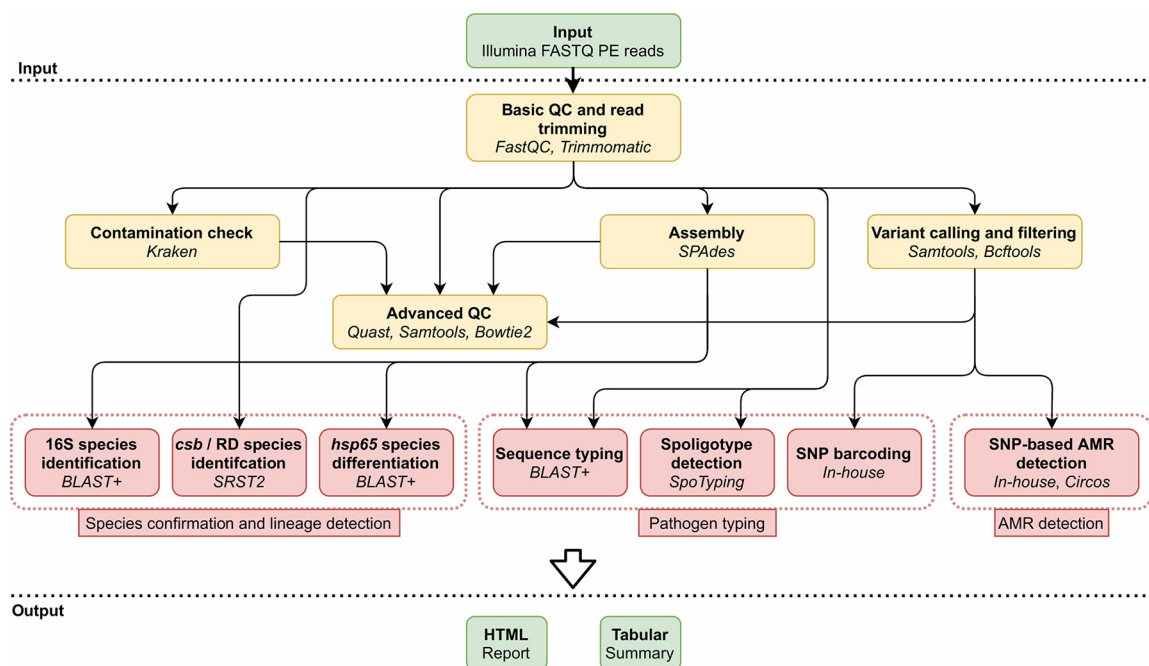 Input
Illumina FASTQ PE reads
Input
Basic QC and read
trimming
FastQC, Trimmomatic
Contamination check
Kraken
Assembly
SPAdes
Variant calling and filtering
Samtools, Bcftools
Advanced QC
Quast, Samtools, Bowtie2
16S species
identification
BLAST+
csb / RD species
identifcation
SRST2
hsp65 species
differentiation
BLAST+
Sequence typing
BLAST+
Spoligotype
detection
SpoTyping
SNP barcoding
In-house
SNP-based AMR
detection
In-house, Circos
Species confirmation and lineage detection
Pathogen typing
AMR detection
Output
HTML
Report
Tabular
Summary